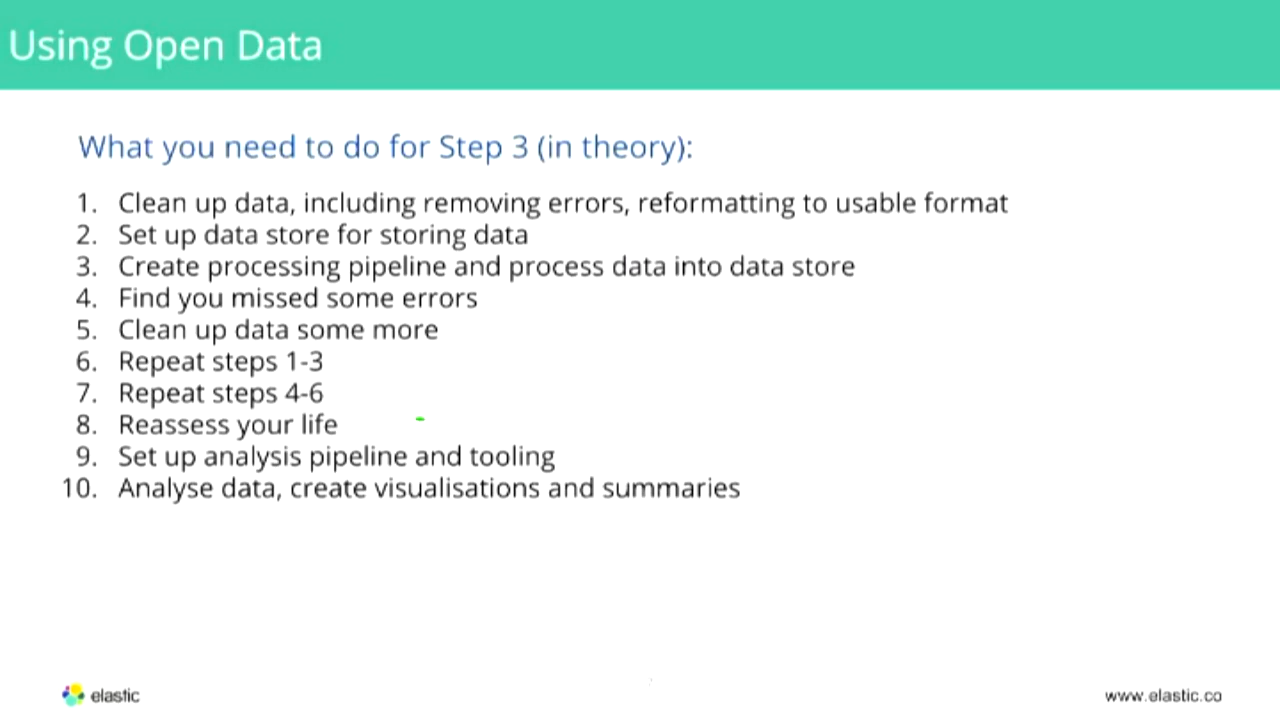 Using Open Data
What you need to do for Step 3 (in theory):
1. Clean up data, including removing errors, reformatting to usable format
2. Set up data store for storing data
3. Create processing pipeline and process data into data store
4. Find you missed some errors
5. Clean up data some more
6. Repeat steps 1-3
7. Repeat steps 4-6
8. Reassess your life
9. Set up analysis pipeline and tooling
10. Analyse data, create visualisations and summaries
elastic
www.elastic.co